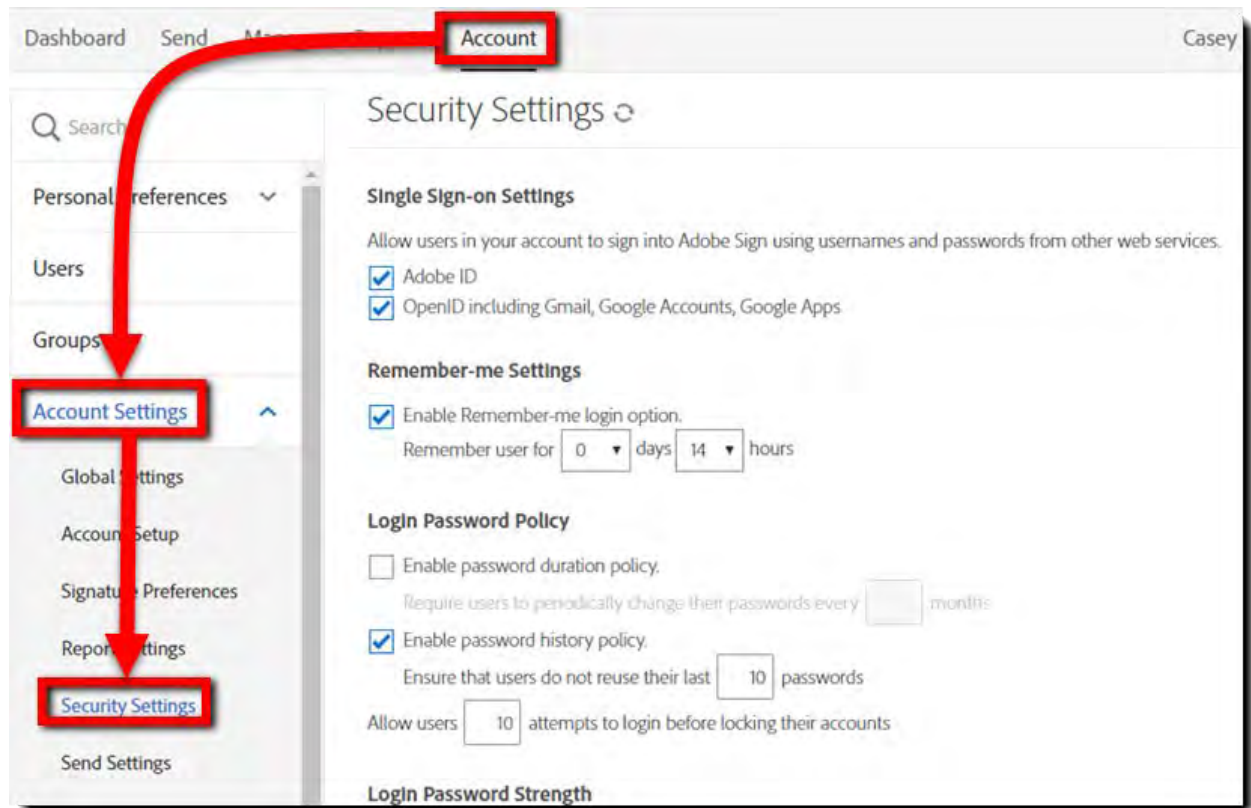 Dashboard Send Account Casey
Search
Personal Preferences
Users
Groups
Account Settings
Global Settings
Account Setup
Signature Preferences
Report Settings
Security Settings
Send Settings
Security Settings
Single Sign-on Settings
Allow users in your account to sign into Adobe Sign using usernames and passwords from other web services.
Adobe ID
OpenID including Gmail, Google Accounts, Google Apps
Remember-me Settings
Enable Remember-me login option.
Remember user for 0 days 14 hours
Login Password Policy
Enable password duration policy.
Require users to periodically change their passwords every months
Enable password history policy.
Ensure that users do not reuse their last 10 passwords
Allow users 10 attempts to login before locking their accounts
Login Password Strength